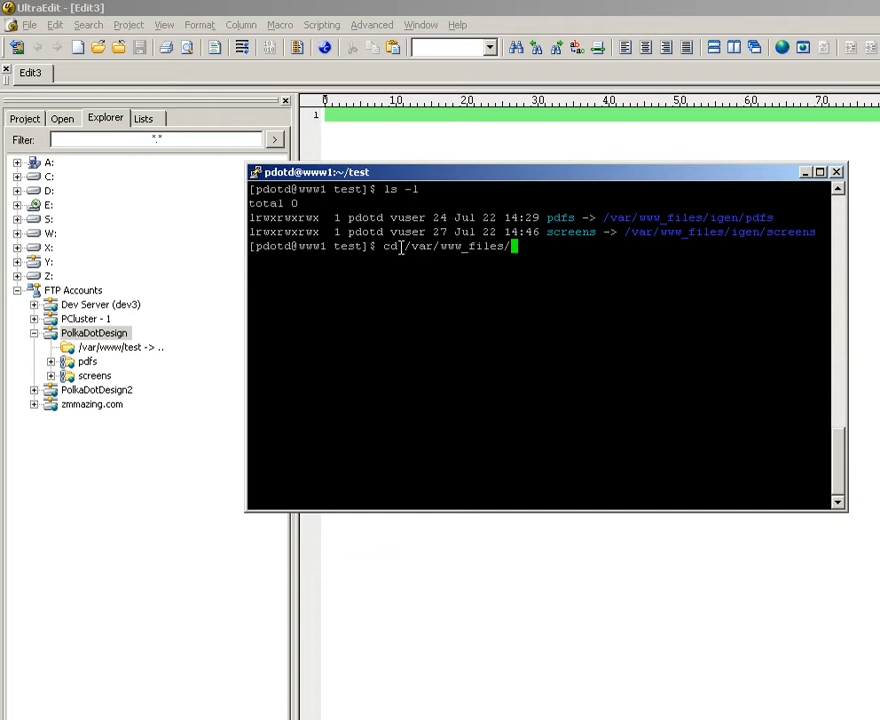 UltraEdit - [Edit3]
File Edit Search Project View Format Column Macro Scripting Advanced Window Help
Edit3
Project Open Explorer Lists
Filter: *.* >
A:
C:
D:
E:
S:
W:
X:
Y:
Z:
FTP Accounts
Dev Server (dev3)
PCluster - 1
PolkaDotDesign
/var/www/test -> ..
pdfs
screens
PolkaDotDesign2
zmmazing.com
0 10 20 30 40 50 60 70
1
pdotd@www1:~/test
[pdotd@www1 test]$ ls -l
total 0
lrwxrwxrwx 1 pdotd vuser 24 Jul 22 14:29 pdfs -> /var/www_files/igen/pdfs
lrwxrwxrwx 1 pdotd vuser 27 Jul 22 14:46 screens -> /var/www_files/igen/screens
[pdotd@www1 test]$ cd /var/www_files/